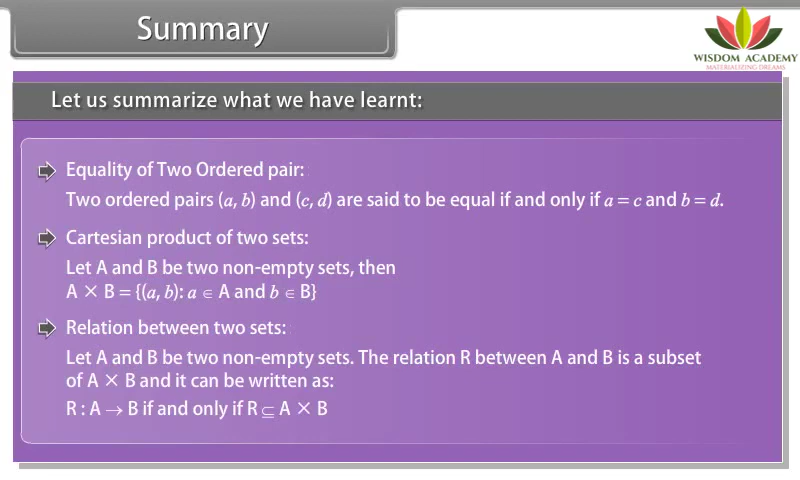 Summary
WISDOM ACADEMY
MATERIALIZING DREAMS
Let us summarize what we have learnt:
Equality of Two Ordered pair:
Two ordered pairs (a, b) and (c, d) are said to be equal if and only if a = c and b = d.
Cartesian product of two sets:
Let A and B be two non-empty sets, then
A × B = {(a, b): a ∈ A and b ∈ B}
Relation between two sets:
Let A and B be two non-empty sets. The relation R between A and B is a subset
of A × B and it can be written as:
R : A → B if and only if R ⊆ A × B